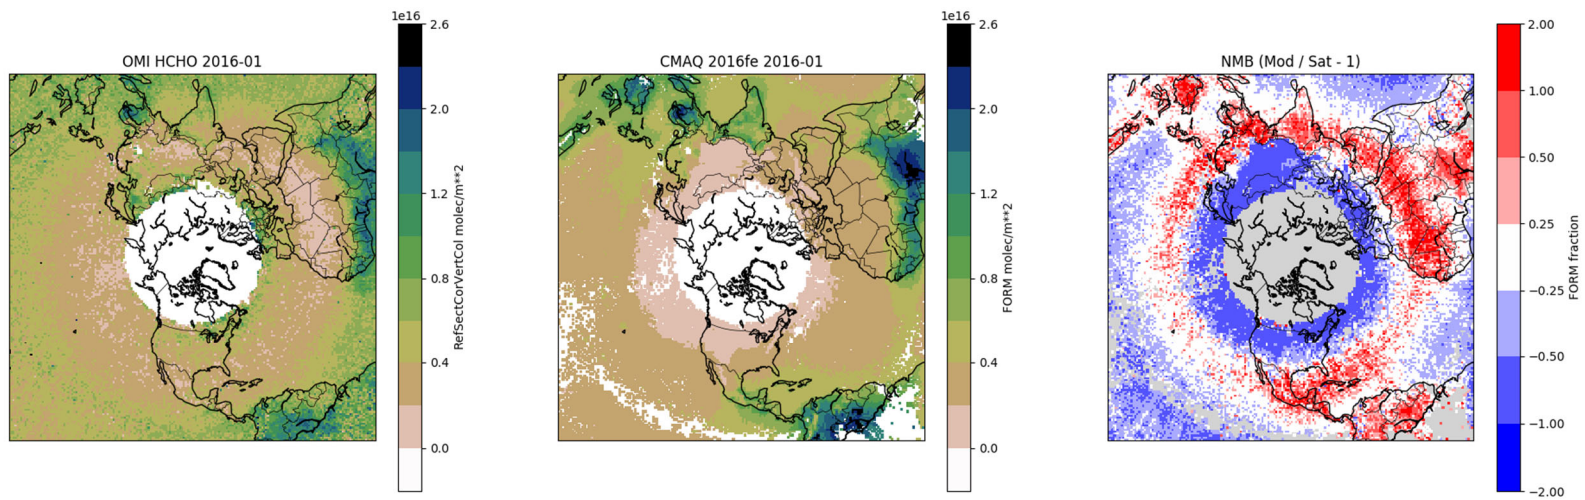 OMI HCHO 2016-01
1e16
2.6
2.0
1.2
0.8
0.4
0.0
RefSectCorVertCol molec/m**2
CMAQ 2016fe 2016-01
1e16
2.6
2.0
1.2
0.8
0.4
0.0
FORM molec/m**2
NMB (Mod / Sat - 1)
2.00
1.00
0.50
0.25
−0.25
−0.50
−1.00
−2.00
FORM fraction